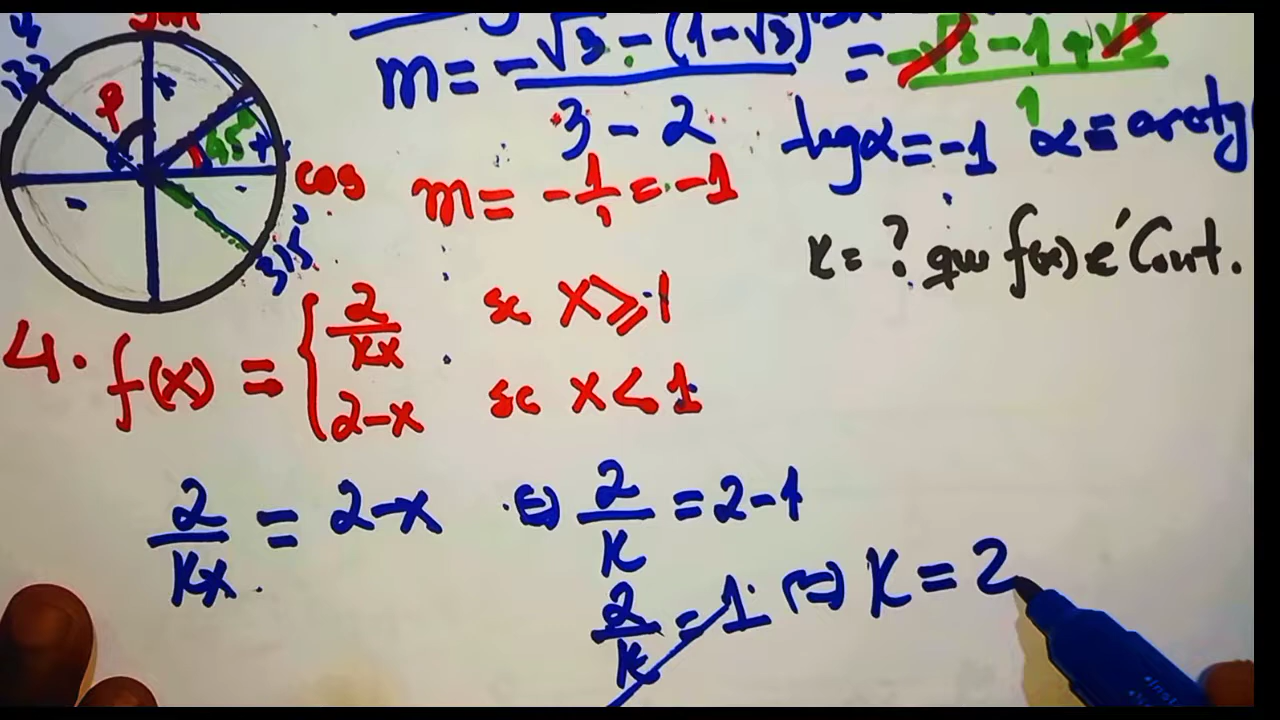 sin
m = -√3 - (1-√3) / 3 - 2 = -√3 - 1 + √3 / 1
tgα = -1 α = arctg(
m = -1/1 = -1
cos
45°
315
K = ? que f(x) é Cont.
4. f(x) = { 2/Kx se x ⩾ 1
2-x se x < 1
2/Kx = 2-x ⇔ 2/K = 2-1
2/K = 1 ⇔ K = 2